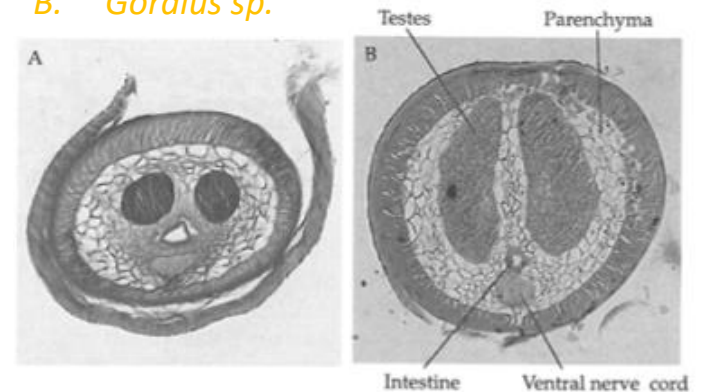 B. Gordius sp.
Testes
Parenchyma
A
B
Intestine
Ventral nerve cord